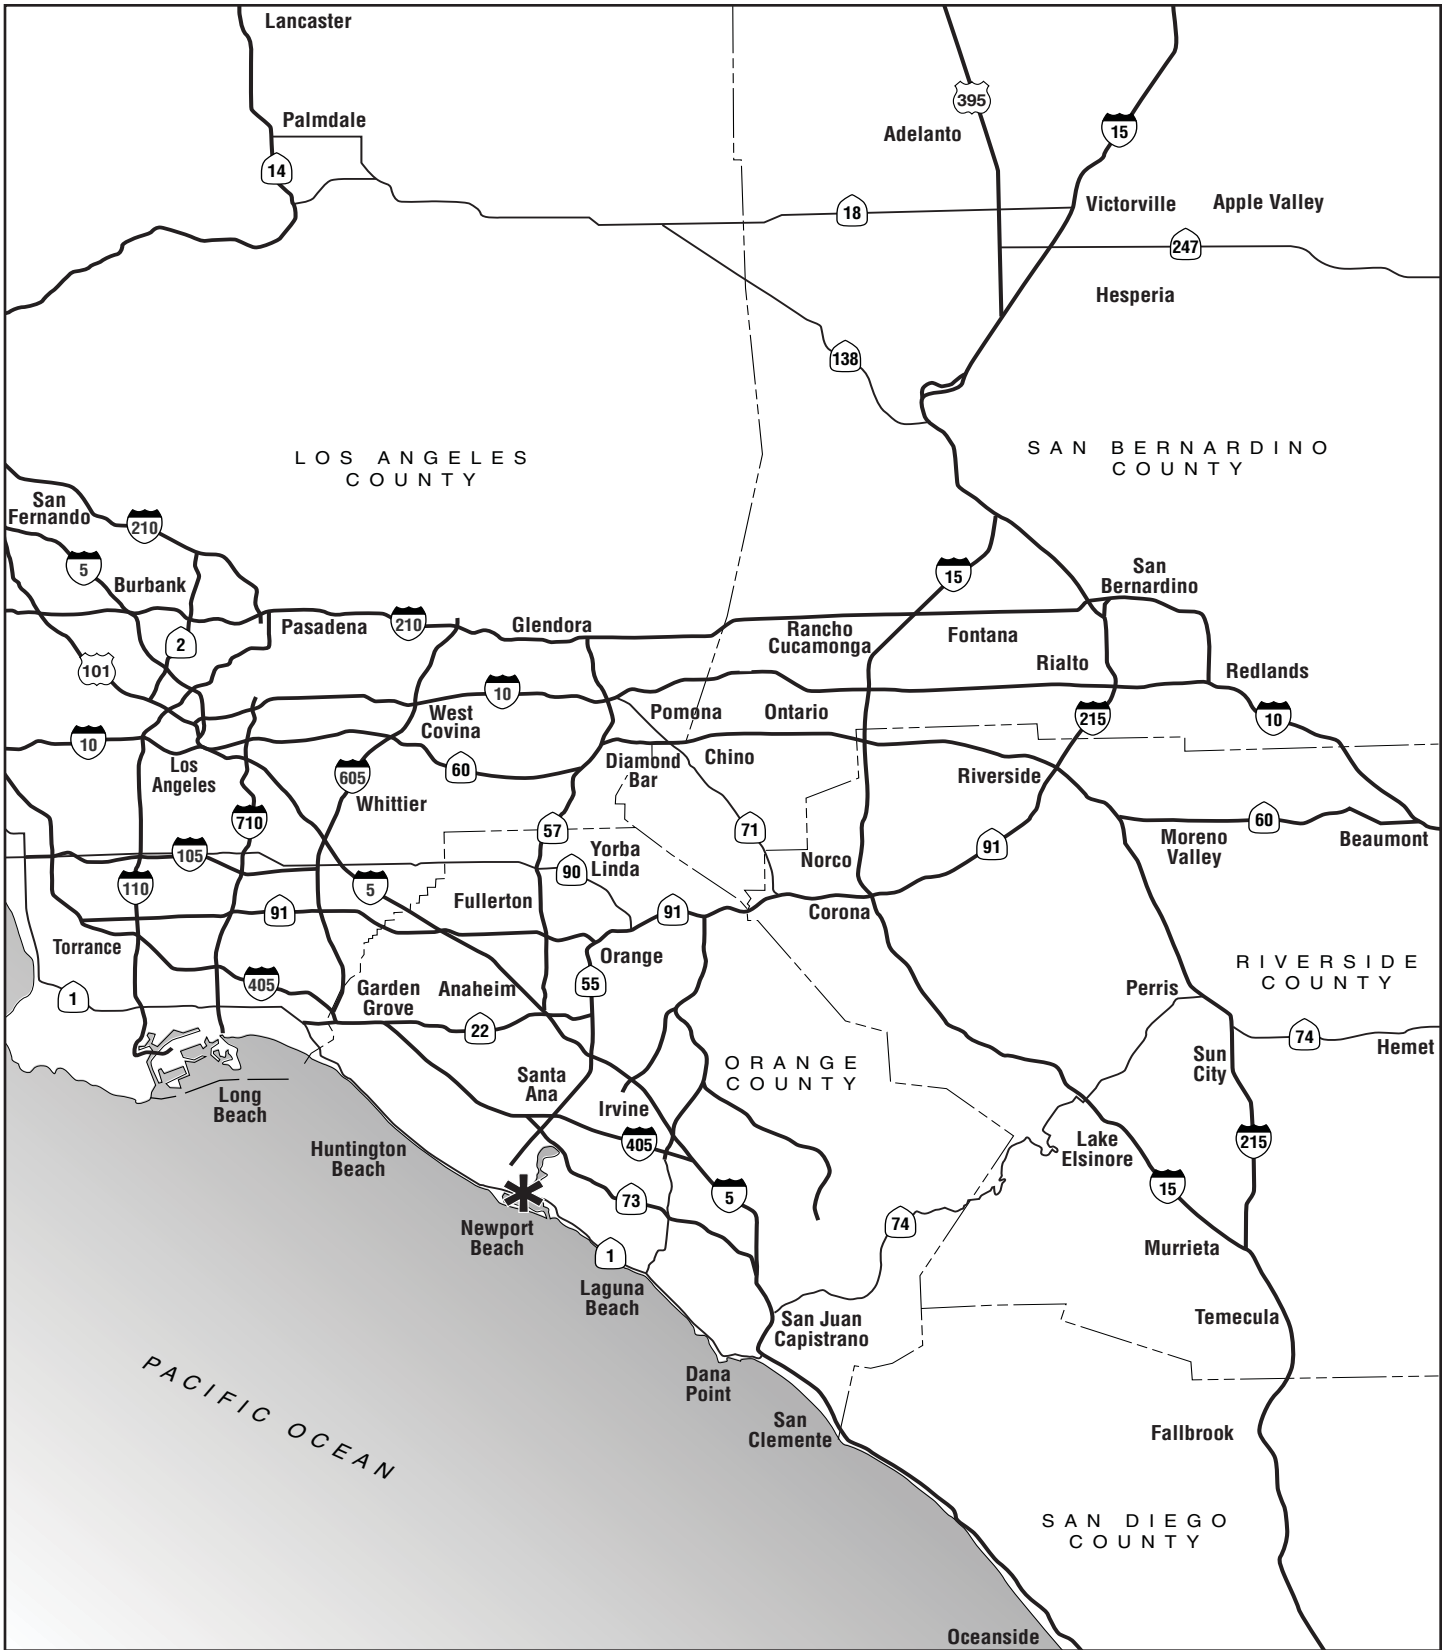 Lancaster
Palmdale
395
Adelanto
15
14
18
Victorville
Apple Valley
247
Hesperia
138
LOS ANGELES
COUNTY
SAN BERNARDINO
COUNTY
San
Fernando
210
5
Burbank
15
San
Bernardino
2
Pasadena
210
Glendora
Rancho
Cucamonga
Fontana
101
Rialto
Redlands
10
West
Covina
Pomona
Ontario
215
10
10
Los
Angeles
605
60
Diamond
Bar
Chino
Riverside
Whittier
710
57
71
60
105
Yorba
Linda
Norco
91
Moreno
Valley
Beaumont
110
5
90
91
Fullerton
91
Corona
Torrance
405
Orange
RIVERSIDE
COUNTY
1
Garden
Grove
Anaheim
55
Perris
22
74
Hemet
ORANGE
COUNTY
Sun
City
Long
Beach
Santa
Ana
Irvine
405
Huntington
Beach
Lake
Elsinore
215
15
73
5
Newport
Beach
74
1
Murrieta
Laguna
Beach
San Juan
Capistrano
Temecula
PACIFIC OCEAN
Dana
Point
San
Clemente
Fallbrook
SAN DIEGO
COUNTY
Oceanside